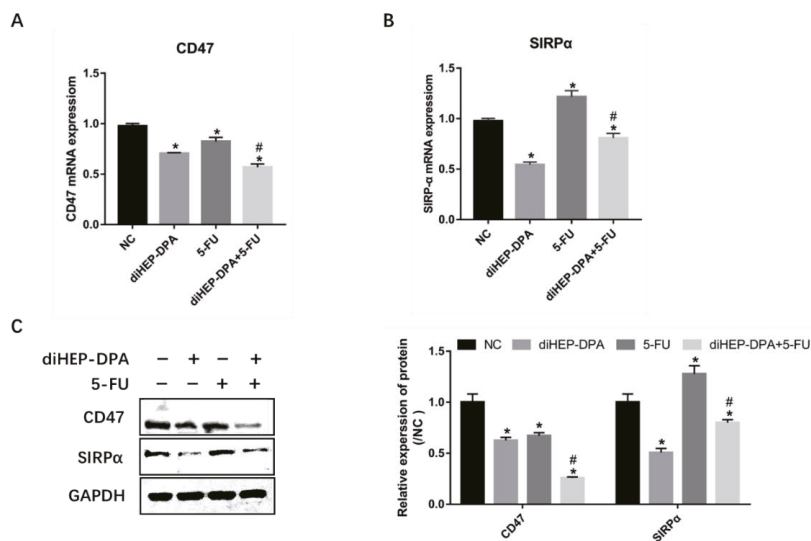 A
CD47
CD47 mRNA expressiom
1.5
1.0
0.5
0.0
*
*
#
*
NC
diHEP-DPA
5-FU
diHEP-DPA+5-FU
B
SIRPα
SIRP-α mRNA expressiom
1.5
1.0
0.5
0.0
*
*
#
*
NC
diHEP-DPA
5-FU
diHEP-DPA+5-FU
C
diHEP-DPA − + − +
5-FU − − + +
CD47
SIRPα
GAPDH
NC diHEP-DPA 5-FU diHEP-DPA+5-FU
Relative experssion of protein
(/NC )
1.5
1.0
0.5
0.0
*
*
#
*
*
*
#
*
CD47
SIRPα